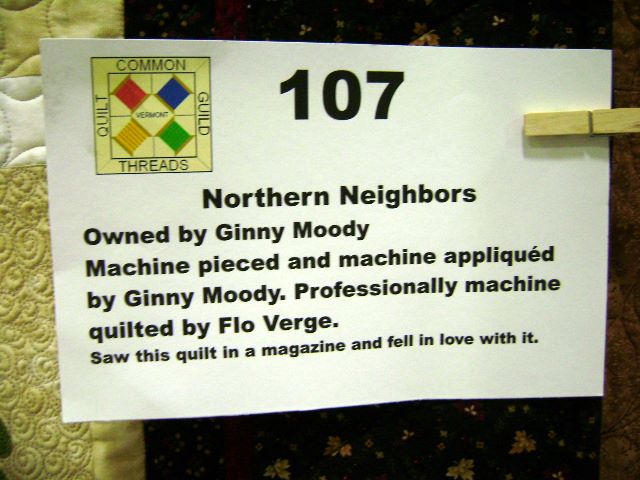 COMMON
QUILT
VERMONT
GUILD
THREADS
107
Northern Neighbors
Owned by Ginny Moody
Machine pieced and machine appliquéd
by Ginny Moody. Professionally machine
quilted by Flo Verge.
Saw this quilt in a magazine and fell in love with it.